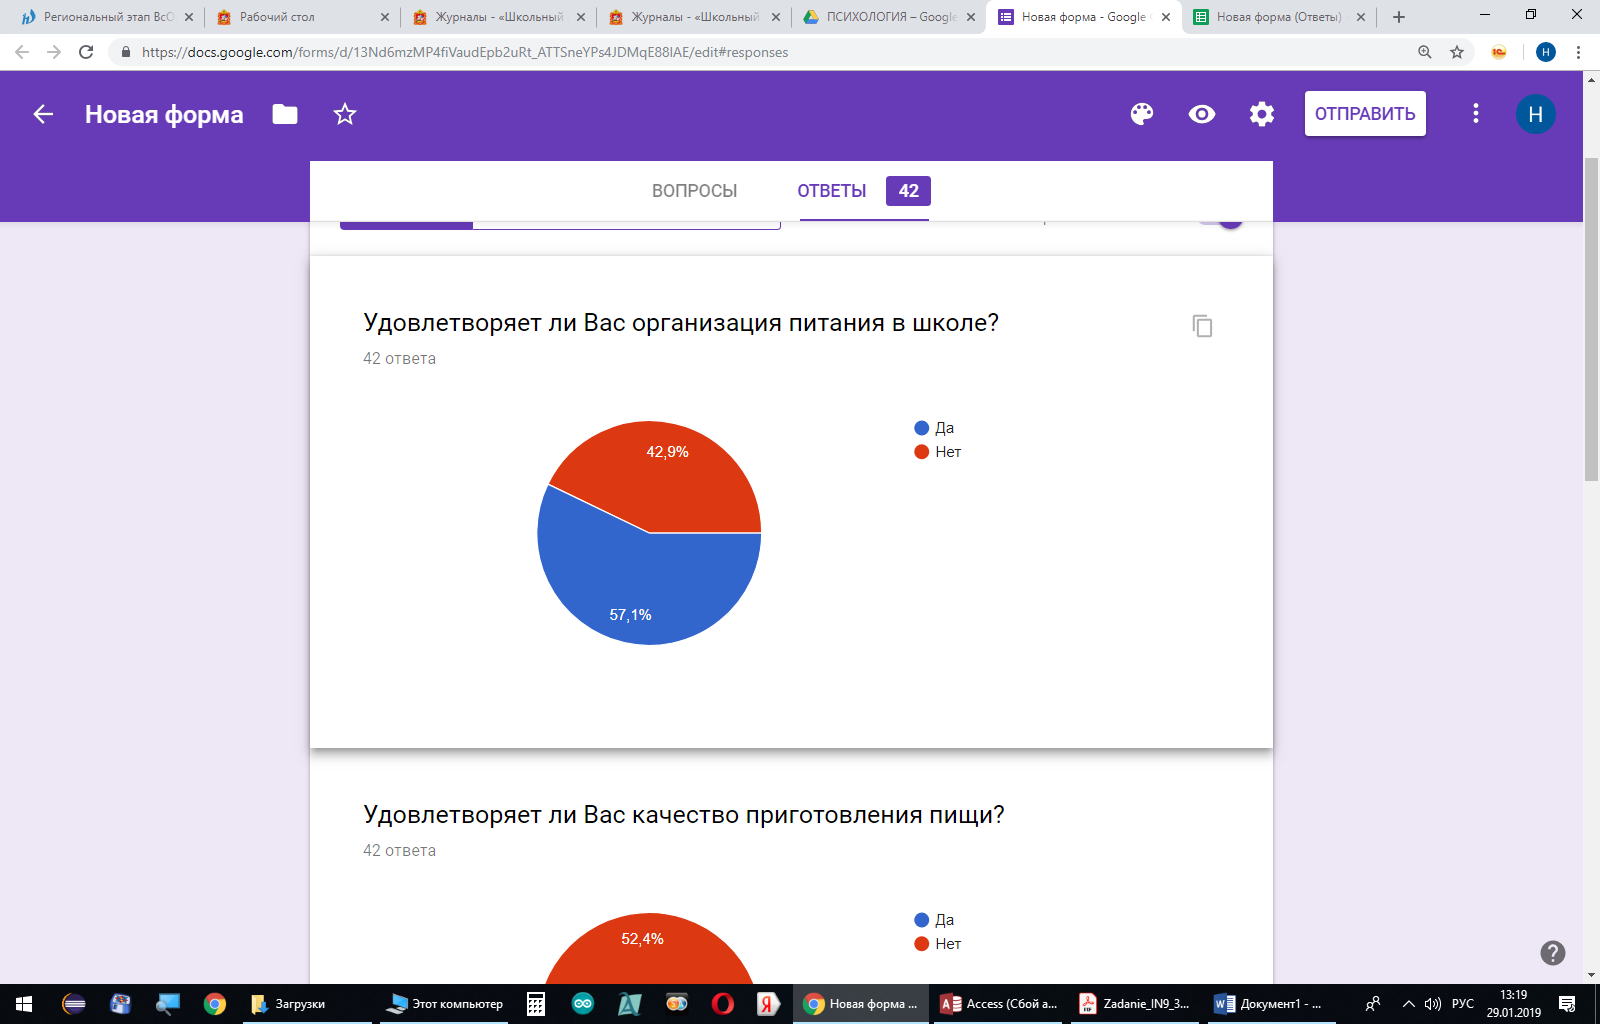 Региональный этап ВсО
Рабочий стол
Журналы - «Школьный
Журналы - «Школьный
ПСИХОЛОГИЯ – Google
Новая форма - Google
Новая форма (Ответы)
https://docs.google.com/forms/d/13Nd6mzMP4fiVaudEpb2uRt_ATTSneYPs4JDMqE88IAE/edit#responses
1С
Н
Новая форма
ОТПРАВИТЬ
Н
ВОПРОСЫ
ОТВЕТЫ
42
Удовлетворяет ли Вас организация питания в школе?
42 ответа
Да
Нет
42,9%
57,1%
Удовлетворяет ли Вас качество приготовления пищи?
42 ответа
Да
Нет
52,4%
Загрузки
Этот компьютер
Новая форма ...
Access (Сбой а...
Zadanie_IN9_3...
Документ1 - ...
РУС
13:19
29.01.2019